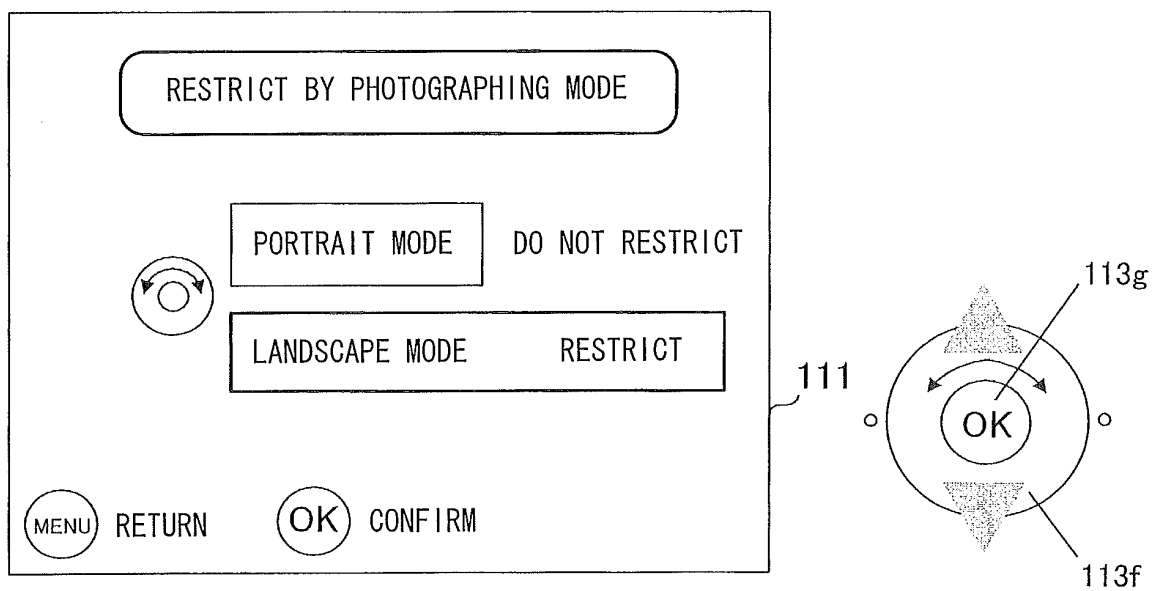 RESTRICT BY PHOTOGRAPHING MODE
PORTRAIT MODE DO NOT RESTRICT
LANDSCAPE MODE RESTRICT
MENU RETURN OK CONFIRM
111
113g
OK
113f